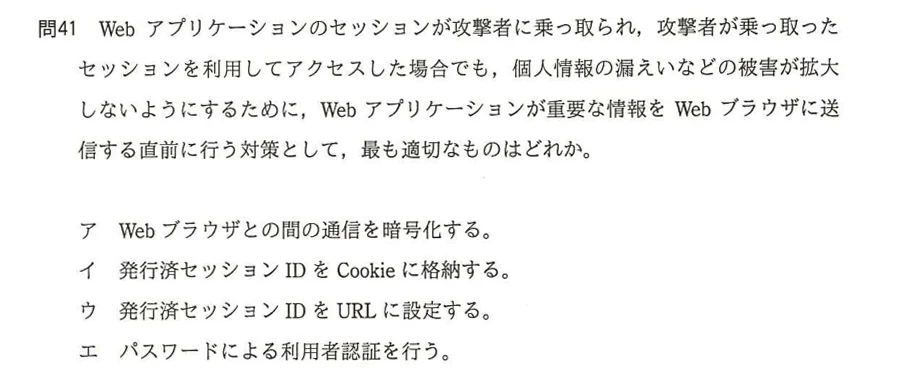 問41 Web アプリケーションのセッションが攻撃者に乗っ取られ，攻撃者が乗っ取った
セッションを利用してアクセスした場合でも，個人情報の漏えいなどの被害が拡大
しないようにするために，Web アプリケーションが重要な情報を Web ブラウザに送
信する直前に行う対策として，最も適切なものはどれか。
ア Web ブラウザとの間の通信を暗号化する。
イ 発行済セッション ID を Cookie に格納する。
ウ 発行済セッション ID を URL に設定する。
エ パスワードによる利用者認証を行う。